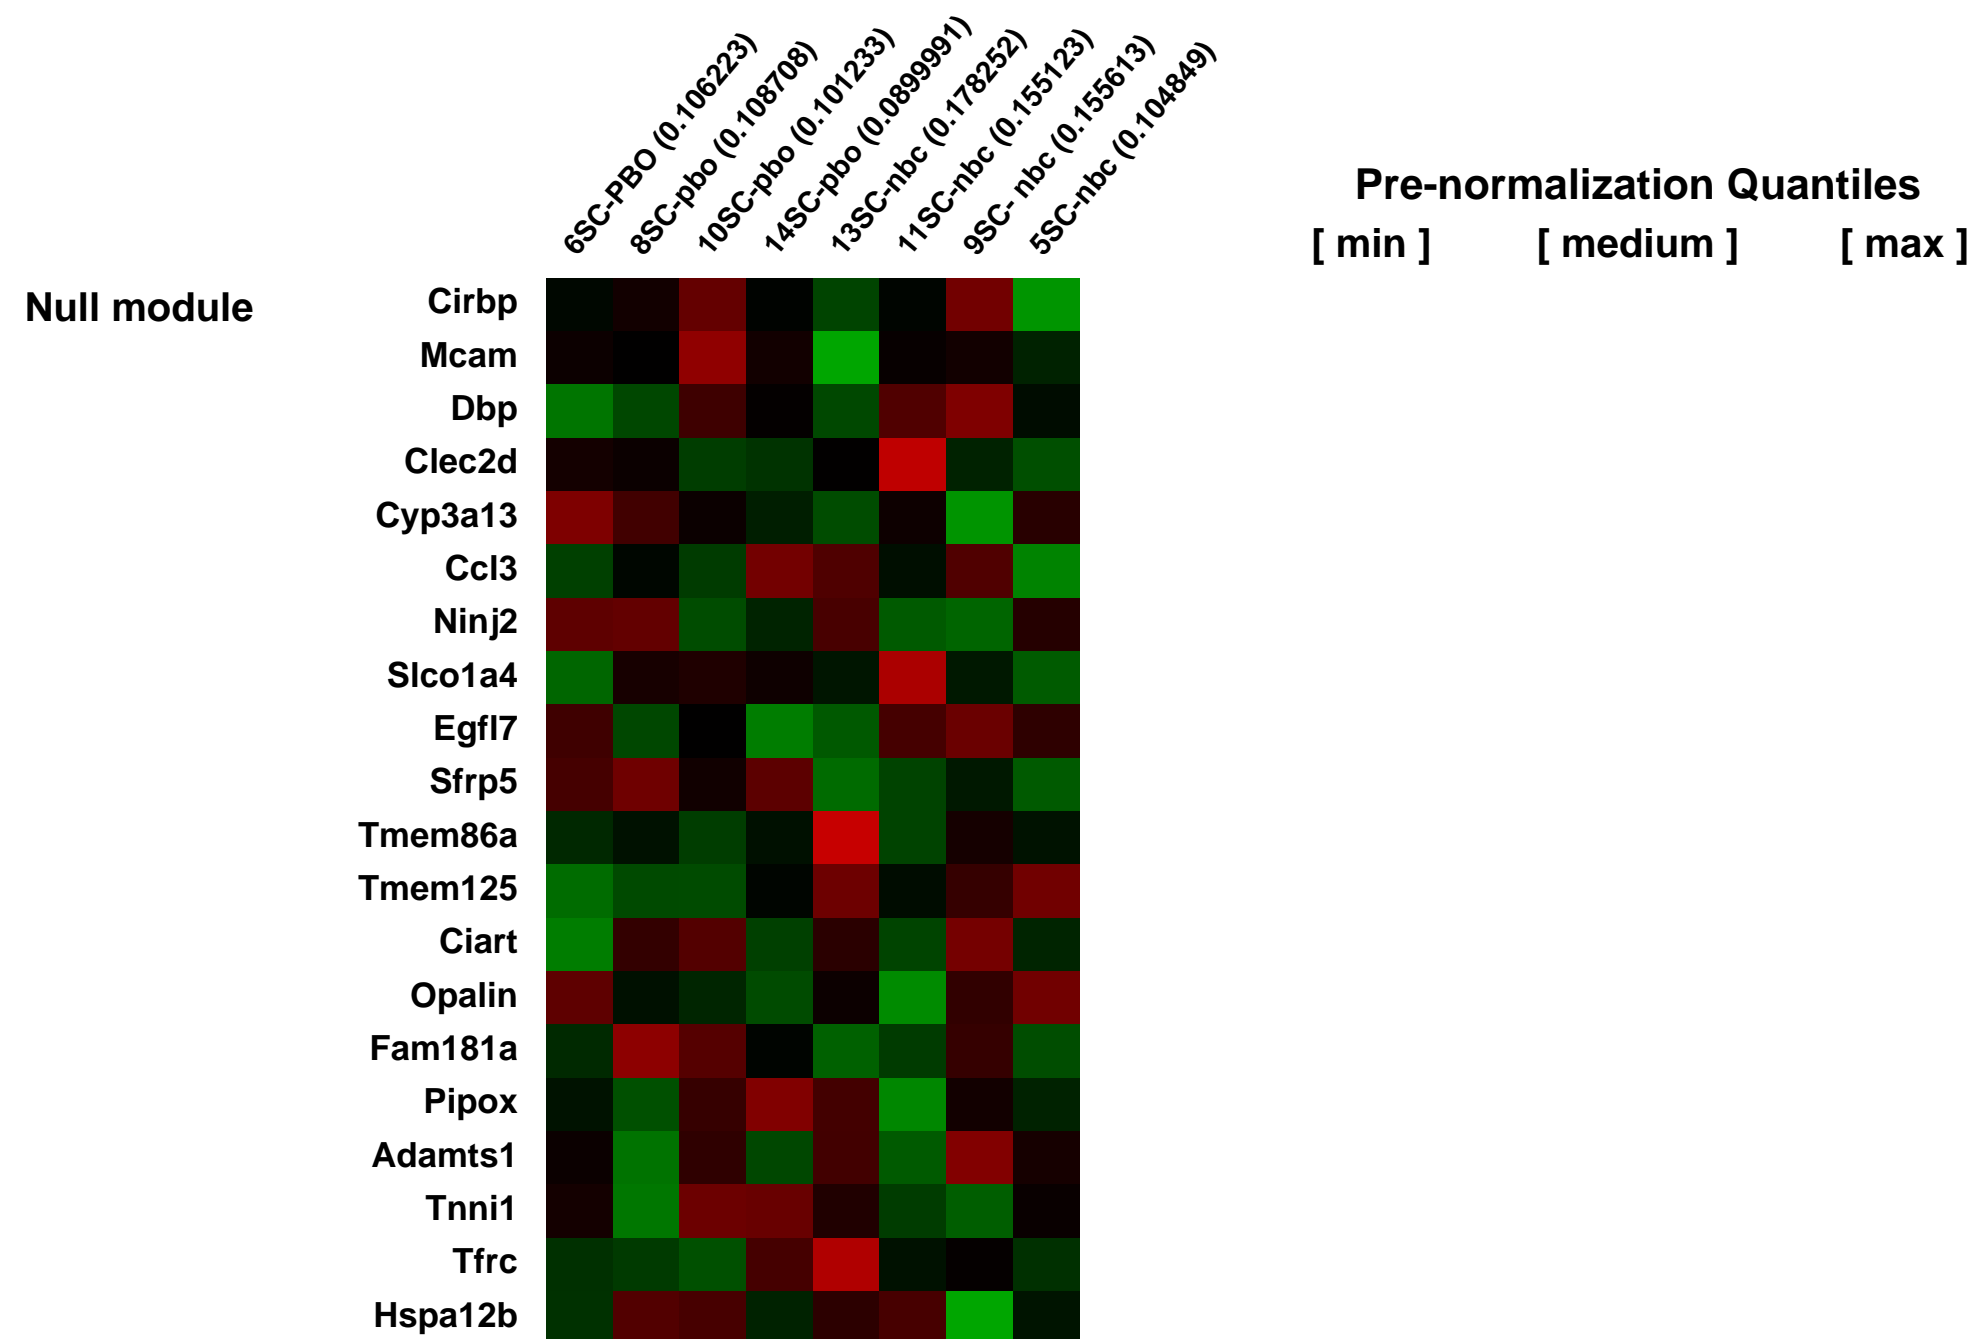 6SC-PBO (0.106223)
8SC-pbo (0.108708)
10SC-pbo (0.101233)
14SC-pbo (0.0899991)
13SC-nbc (0.178252)
11SC-nbc (0.155123)
9SC- nbc (0.155613)
5SC-nbc (0.104849)
Pre-normalization Quantiles
[ min ] [ medium ] [ max ]
Null module
Cirbp
Mcam
Dbp
Clec2d
Cyp3a13
Ccl3
Ninj2
Slco1a4
Egfl7
Sfrp5
Tmem86a
Tmem125
Ciart
Opalin
Fam181a
Pipox
Adamts1
Tnni1
Tfrc
Hspa12b